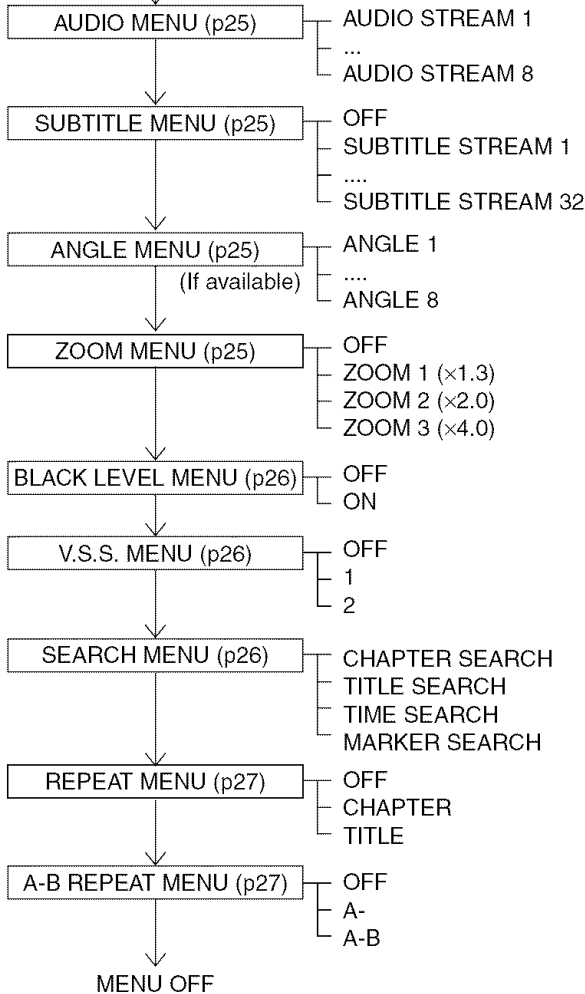 AUDIO MENU (p25)
AUDIO STREAM 1
...
AUDIO STREAM 8
SUBTITLE MENU (p25)
OFF
SUBTITLE STREAM 1
....
SUBTITLE STREAM 32
ANGLE MENU (p25)
(If available)
ANGLE 1
....
ANGLE 8
ZOOM MENU (p25)
OFF
ZOOM 1 (×1.3)
ZOOM 2 (×2.0)
ZOOM 3 (×4.0)
BLACK LEVEL MENU (p26)
OFF
ON
V.S.S. MENU (p26)
OFF
1
2
SEARCH MENU (p26)
CHAPTER SEARCH
TITLE SEARCH
TIME SEARCH
MARKER SEARCH
REPEAT MENU (p27)
OFF
CHAPTER
TITLE
A-B REPEAT MENU (p27)
OFF
A-
A-B
MENU OFF